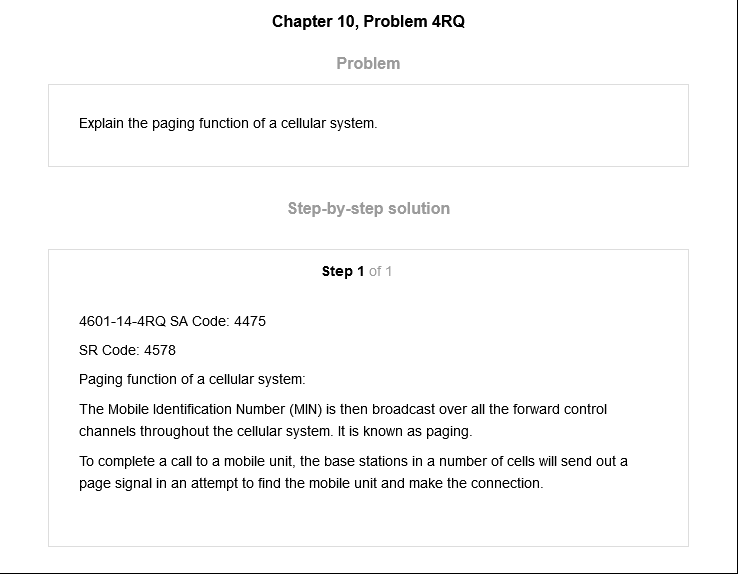 Chapter 10, Problem 4RQ
Problem
Explain the paging function of a cellular system.
Step-by-step solution
Step 1 of 1
4601-14-4RQ SA Code: 4475
SR Code: 4578
Paging function of a cellular system:
The Mobile Identification Number (MIN) is then broadcast over all the forward control
channels throughout the cellular system. It is known as paging.
To complete a call to a mobile unit, the base stations in a number of cells will send out a
page signal in an attempt to find the mobile unit and make the connection.